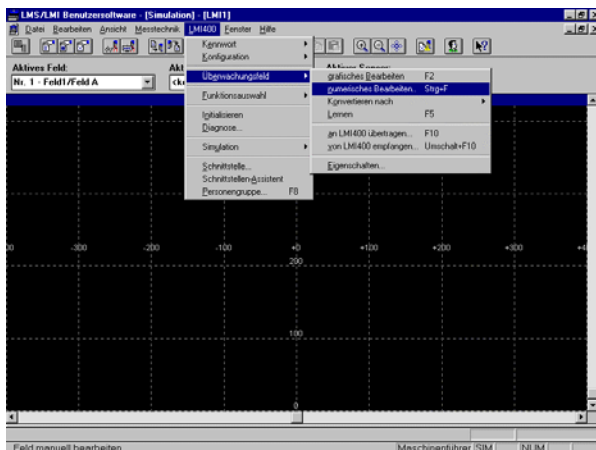 LMS/LMI Benutzersoftware - [Simulation] - [LMI1]
Datei Bearbeiten Ansicht Messtechnik LMI400 Fenster Hilfe
Aktives Feld:
Nr. 1 - Feld1/Feld A
Kennwort
Konfiguration
Überwachungsfeld
Funktionsauswahl
Initialisieren
Diagnose...
Simulation
Schnittstelle...
Schnittstellen-Assistent
Personengruppe... F8
grafisches Bearbeiten F2
numerisches Bearbeiten.. Strg+F
Konvertieren nach
Lernen F5
an LMI400 übertragen... F10
von LMI400 empfangen... Umschalt+F10
Eigenschaften...
-300 -200 -100 +0 +100 +200 +300
200
100
0
Feld manuell bearbeiten Maschinenführer SIM NUM